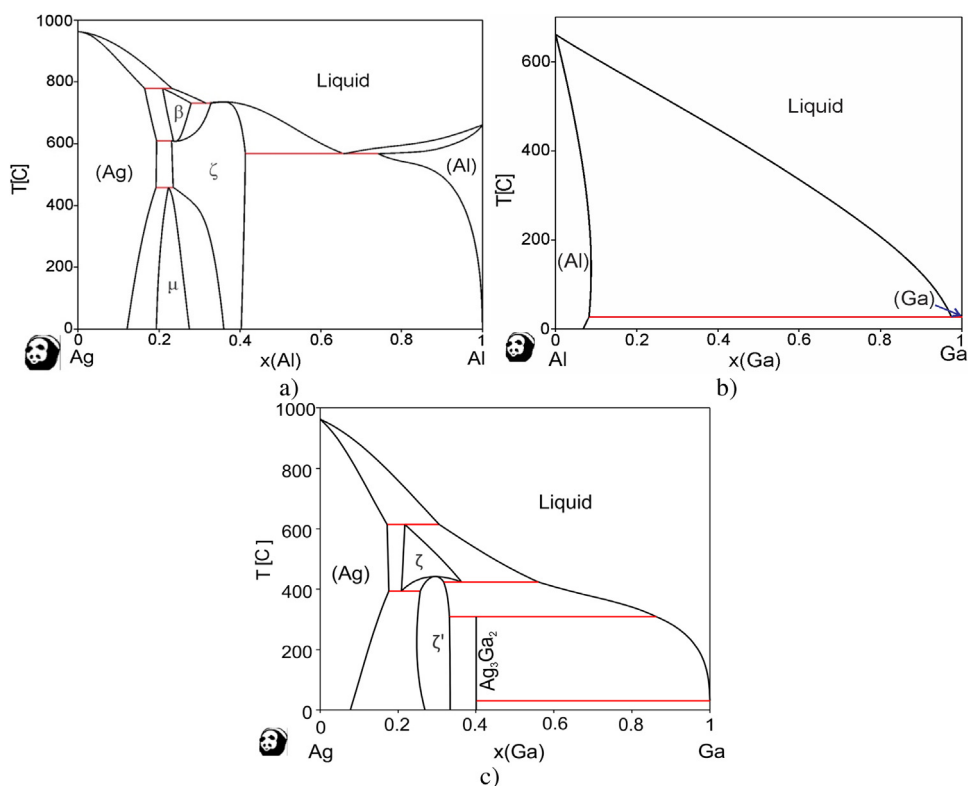 1000
800
600
400
200
0
T[C]
Liquid
β
(Ag)
ζ
(Al)
μ
0 0.2 0.4 0.6 0.8 1
Ag x(Al) Al
a)
600
400
200
0
T[C]
Liquid
(Al)
(Ga)
0 0.2 0.4 0.6 0.8 1
Al x(Ga) Ga
b)
1000
800
600
400
200
0
T [C]
Liquid
ζ
(Ag)
ζ'
Ag₃Ga₂
0 0.2 0.4 0.6 0.8 1
Ag x(Ga) Ga
c)